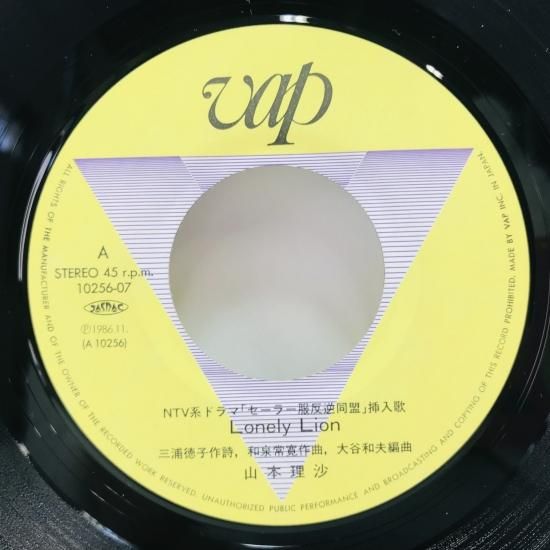 vap
A
STEREO 45 r.p.m.
10256-07
JASRAC
Ⓟ1986.11.
(A 10256)
NTV系ドラマ「セーラー服反逆同盟」挿入歌
Lonely Lion
三浦徳子作詩, 和泉常寛作曲, 大谷和夫編曲
山本理沙
ALL RIGHTS OF THE MANUFACTURER AND OF THE OWNER OF THE RECORDED WORK RESERVED. UNAUTHORIZED PUBLIC PERFORMANCE AND BROADCASTING AND COPYING OF THIS RECORD PROHIBITED. MADE BY VAP INC. IN JAPAN.